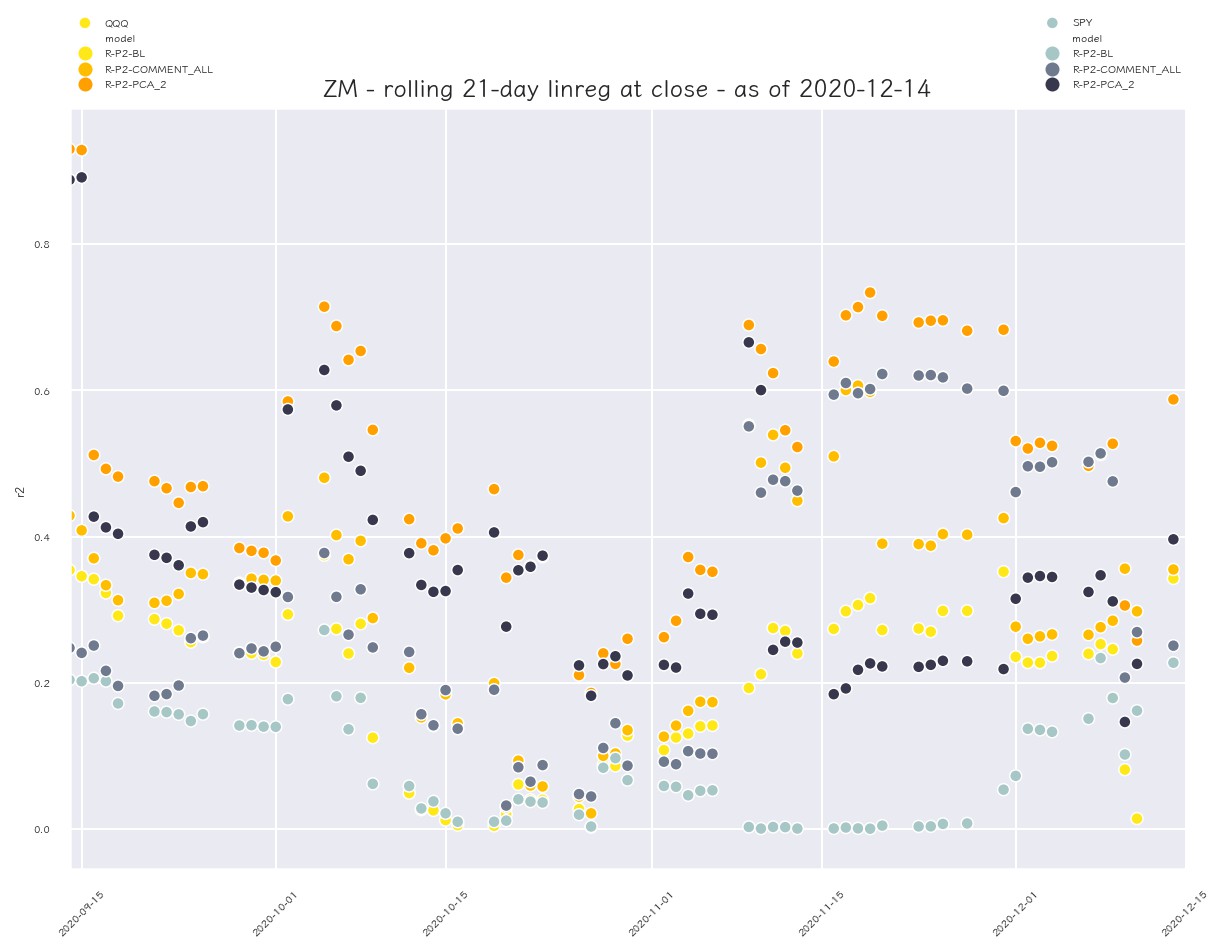 QQQ
model
R-P2-BL
R-P2-COMMENT_ALL
R-P2-PCA_2
SPY
model
R-P2-BL
R-P2-COMMENT_ALL
R-P2-PCA_2
ZM - rolling 21-day linreg at close - as of 2020-12-14
r2
0.8
0.6
0.4
0.2
0.0
2020-09-15
2020-10-01
2020-10-15
2020-11-01
2020-11-15
2020-12-01
2020-12-15